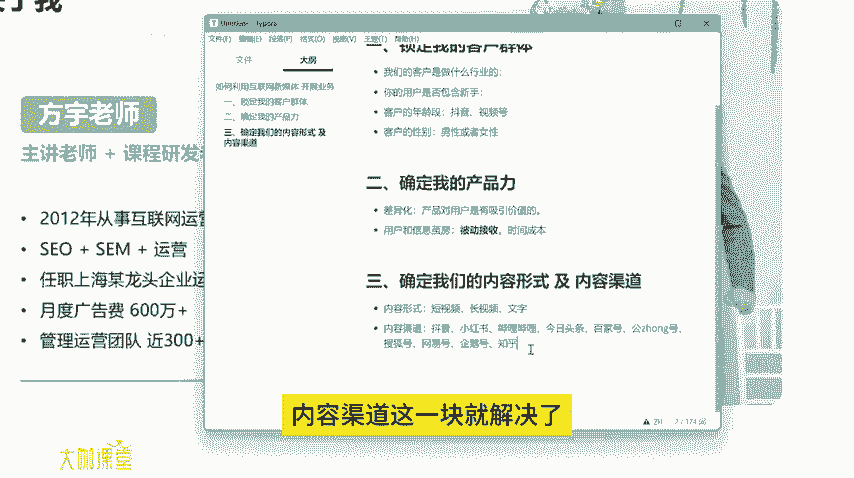 了我
方宇老师
主讲老师 + 课程研发
• 2012年从事互联网运营
• SEO + SEM + 运营
• 任职上海某龙头企业运
• 月度广告费 600万+
• 管理运营团队 近300+
大咖课堂
文件(F) 编辑(E) 段落(P) 格式(O) 视图(V) 主题(T) 帮助(H)
文件 大纲
如何利用互联网新媒体 开展业务
一、锁定我的客户群体
二、确定我的产品力
三、确定我们的内容形式 及
内容渠道
一、锁定我的客户群体
• 我们的客户是做什么行业的;
• 你的用户是否包含新手;
• 客户的年龄段：抖音、视频号
• 客户的性别：男性或者女性
二、确定我的产品力
• 差异化：产品对用户是有吸引价值的。
• 用户和信息茧房：被动接收，时间成本
三、确定我们的内容形式 及 内容渠道
• 内容形式：短视频、长视频、文字
• 内容渠道：抖音、小红书、哔哩哔哩、今日头条、百家号、公zhong号、
搜狐号、网易号、企鹅号、知乎
内容渠道这一块就解决了